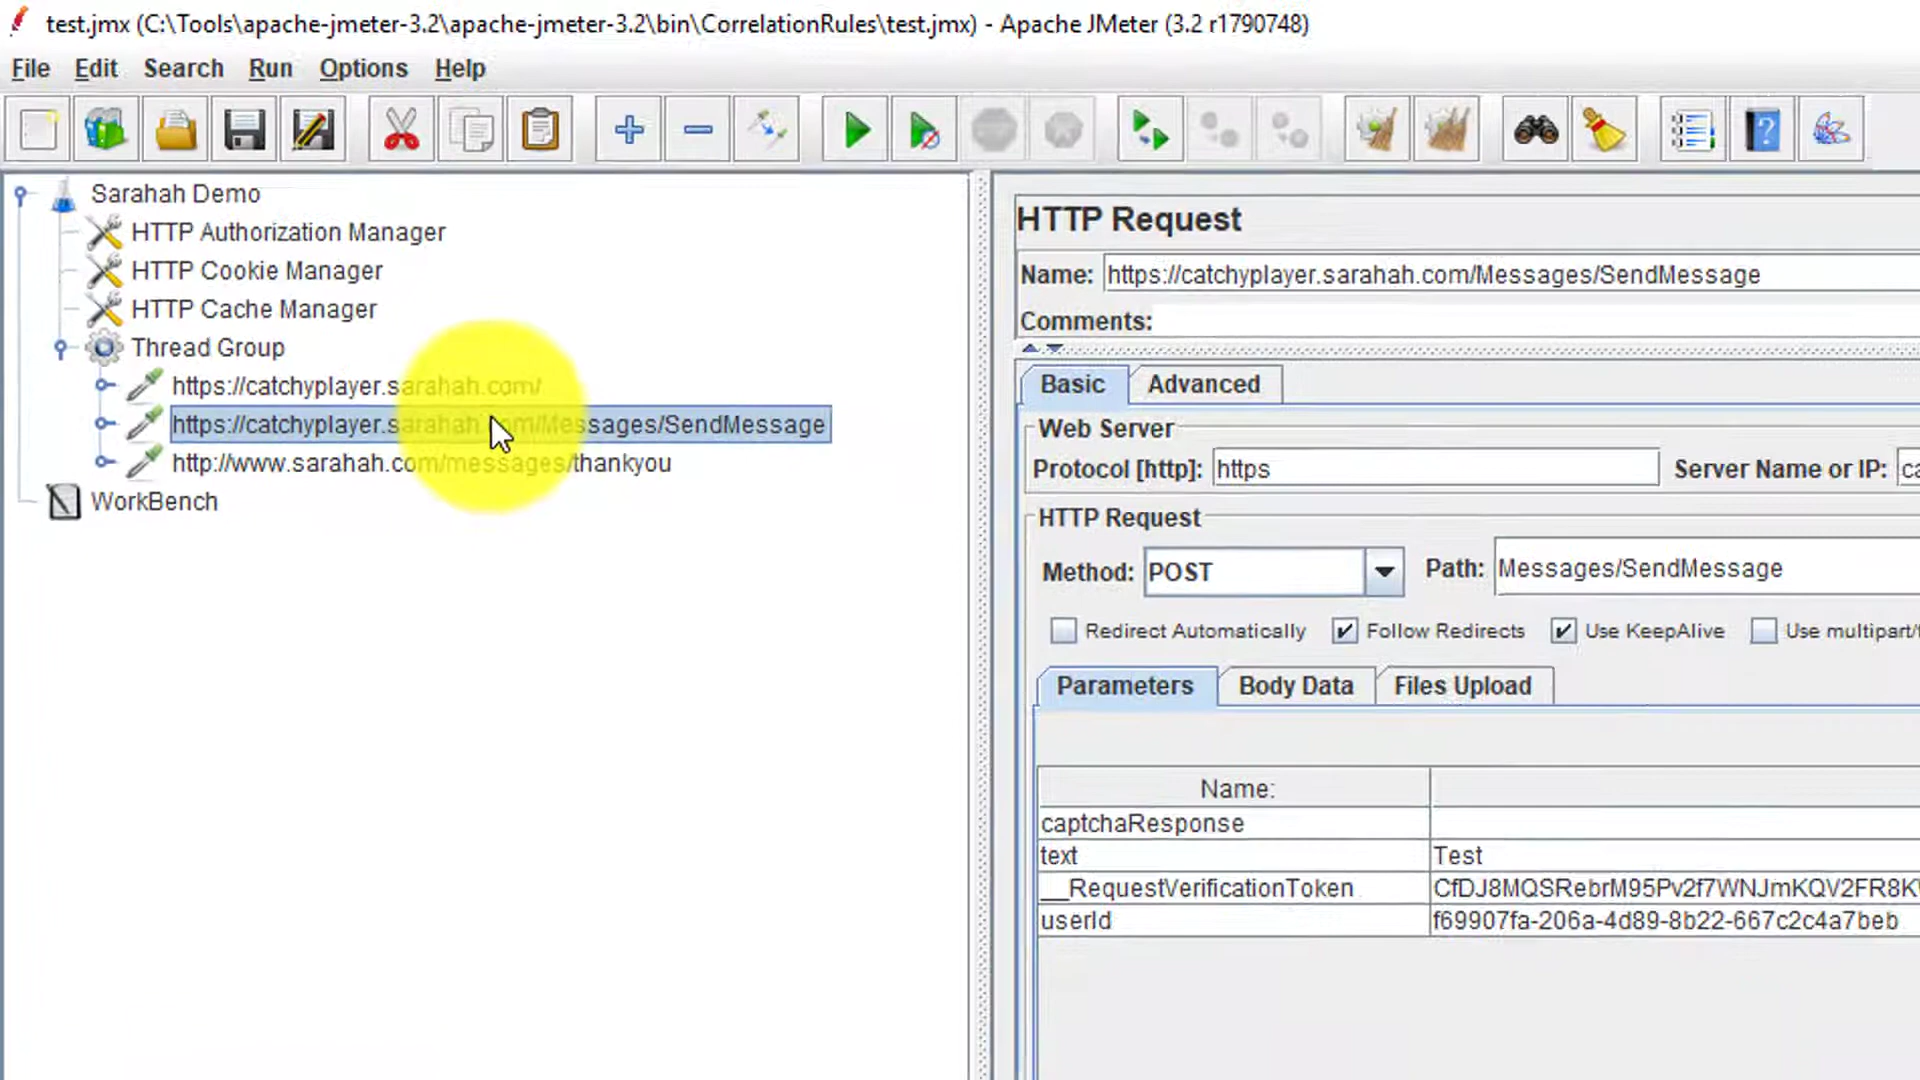 test.jmx (C:\Tools\apache-jmeter-3.2\apache-jmeter-3.2\bin\CorrelationRules\test.jmx) - Apache JMeter (3.2 r1790748)
File Edit Search Run Options Help
Sarahah Demo
HTTP Authorization Manager
HTTP Cookie Manager
HTTP Cache Manager
Thread Group
https://catchyplayer.sarahah.com/
https://catchyplayer.sarahah.com/Messages/SendMessage
http://www.sarahah.com/messages/thankyou
WorkBench
HTTP Request
Name: https://catchyplayer.sarahah.com/Messages/SendMessage
Comments:
Basic Advanced
Web Server
Protocol [http]: https Server Name or IP: ca
HTTP Request
Method: POST Path: Messages/SendMessage
Redirect Automatically Follow Redirects Use KeepAlive Use multipart/
Parameters Body Data Files Upload
Name:
captchaResponse
text Test
__RequestVerificationToken CfDJ8MQSRebrM95Pv2f7WNJmKQV2FR8K
userId f69907fa-206a-4d89-8b22-667c2c4a7beb